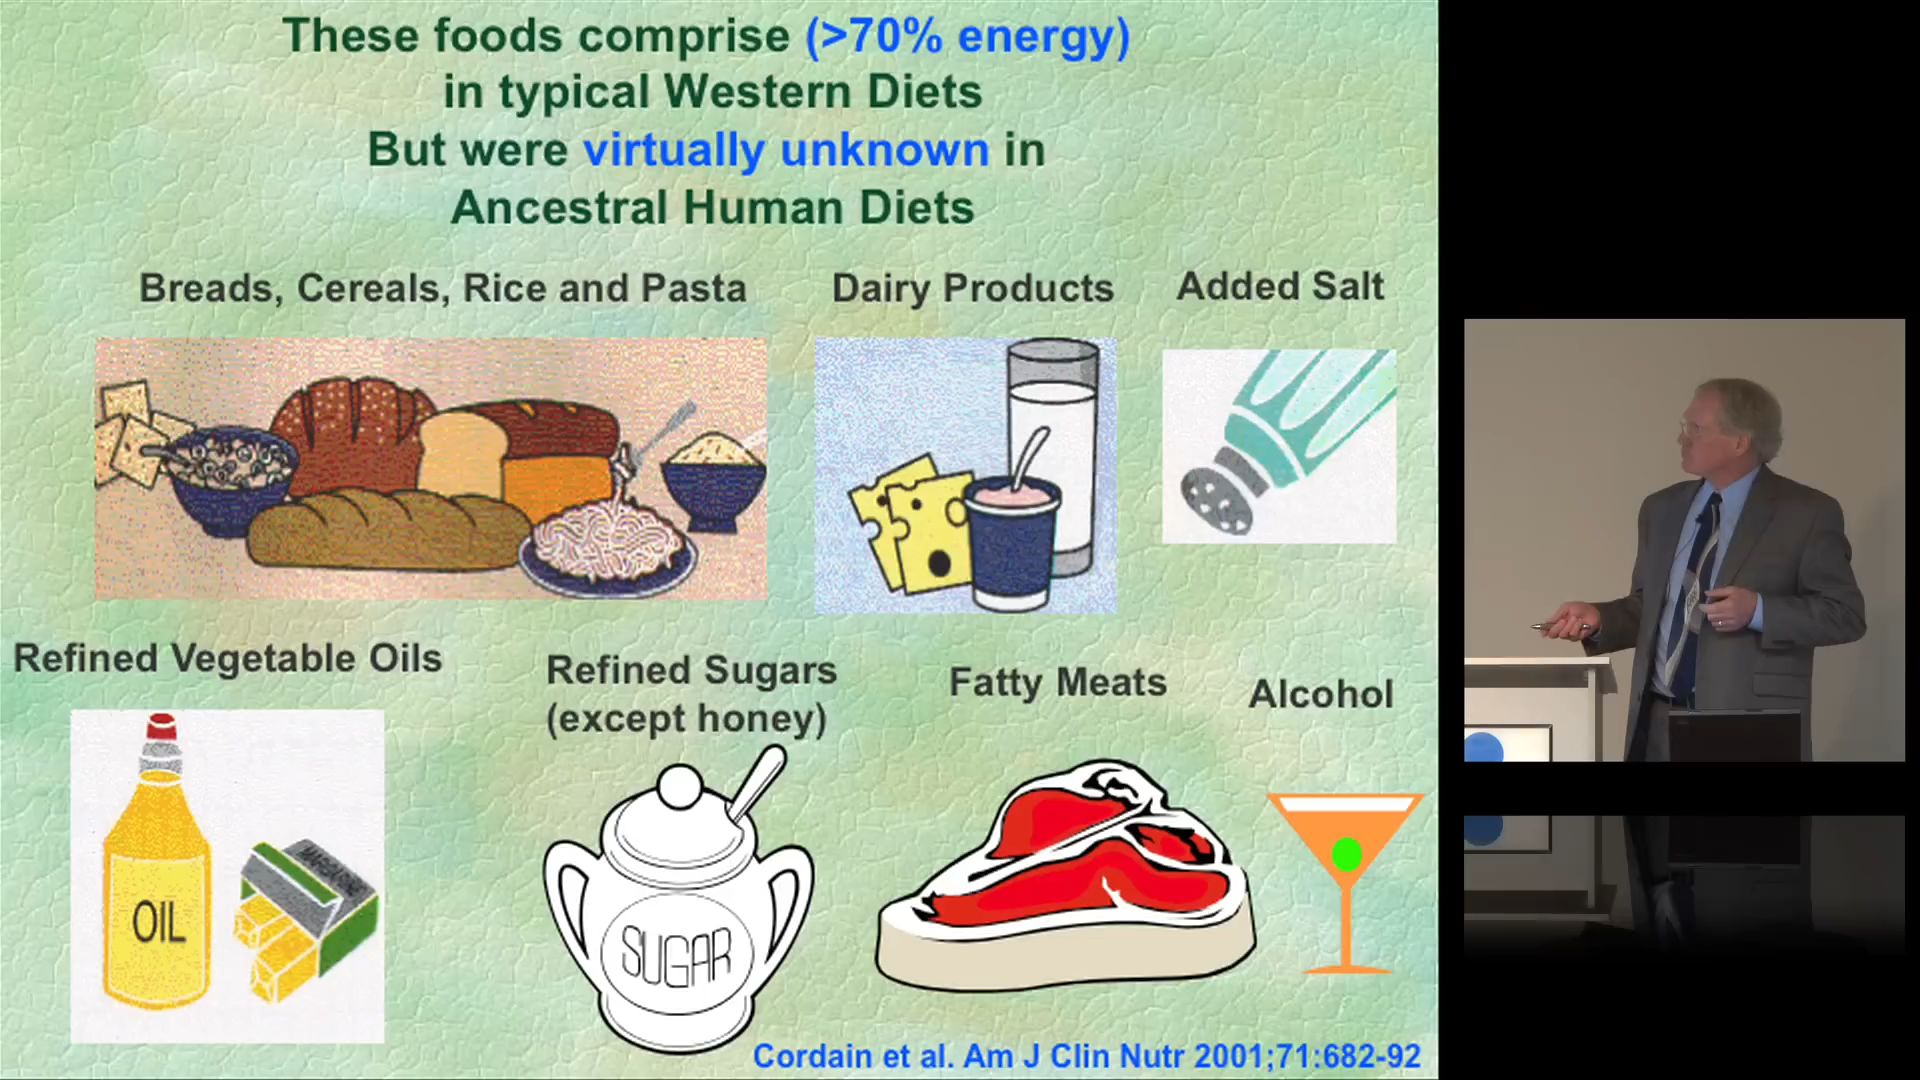 These foods comprise (>70% energy)
in typical Western Diets
But were virtually unknown in
Ancestral Human Diets
Breads, Cereals, Rice and Pasta
Dairy Products
Added Salt
Refined Vegetable Oils
Refined Sugars
(except honey)
Fatty Meats
Alcohol
OIL
MARGARINE
SUGAR
Cordain et al. Am J Clin Nutr 2001;71:682-92